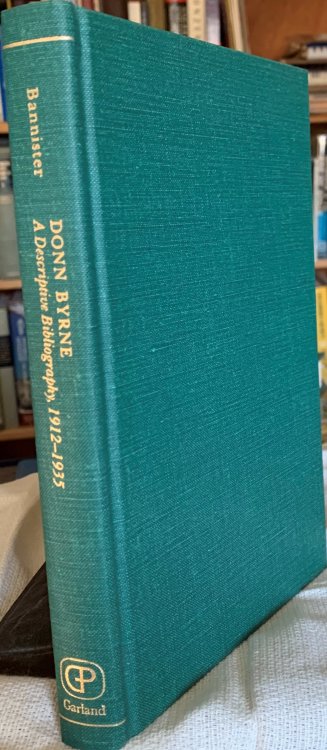 Bannister
DONN BYRNE
A Descriptive Bibliography, 1912–1935
GP
Garland